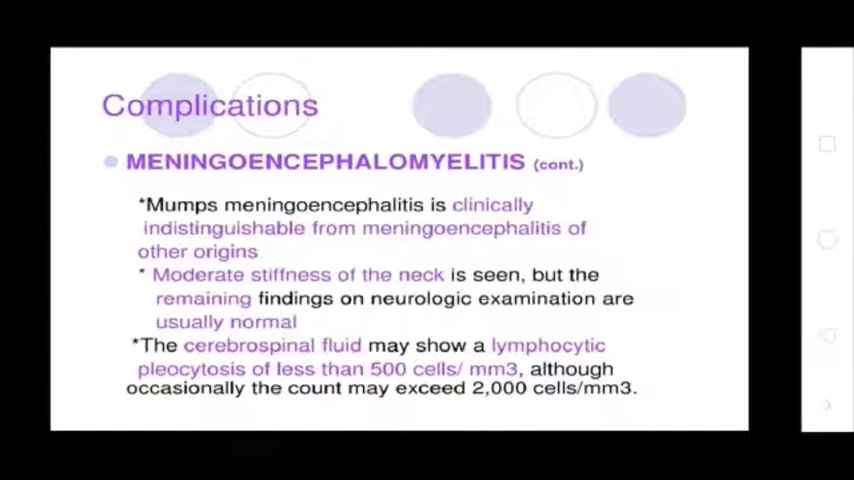 Complications
MENINGOENCEPHALOMYELITIS (cont.)
*Mumps meningoencephalitis is clinically
indistinguishable from meningoencephalitis of
other origins
* Moderate stiffness of the neck is seen, but the
remaining findings on neurologic examination are
usually normal
*The cerebrospinal fluid may show a lymphocytic
pleocytosis of less than 500 cells/ mm3, although
occasionally the count may exceed 2,000 cells/mm3.